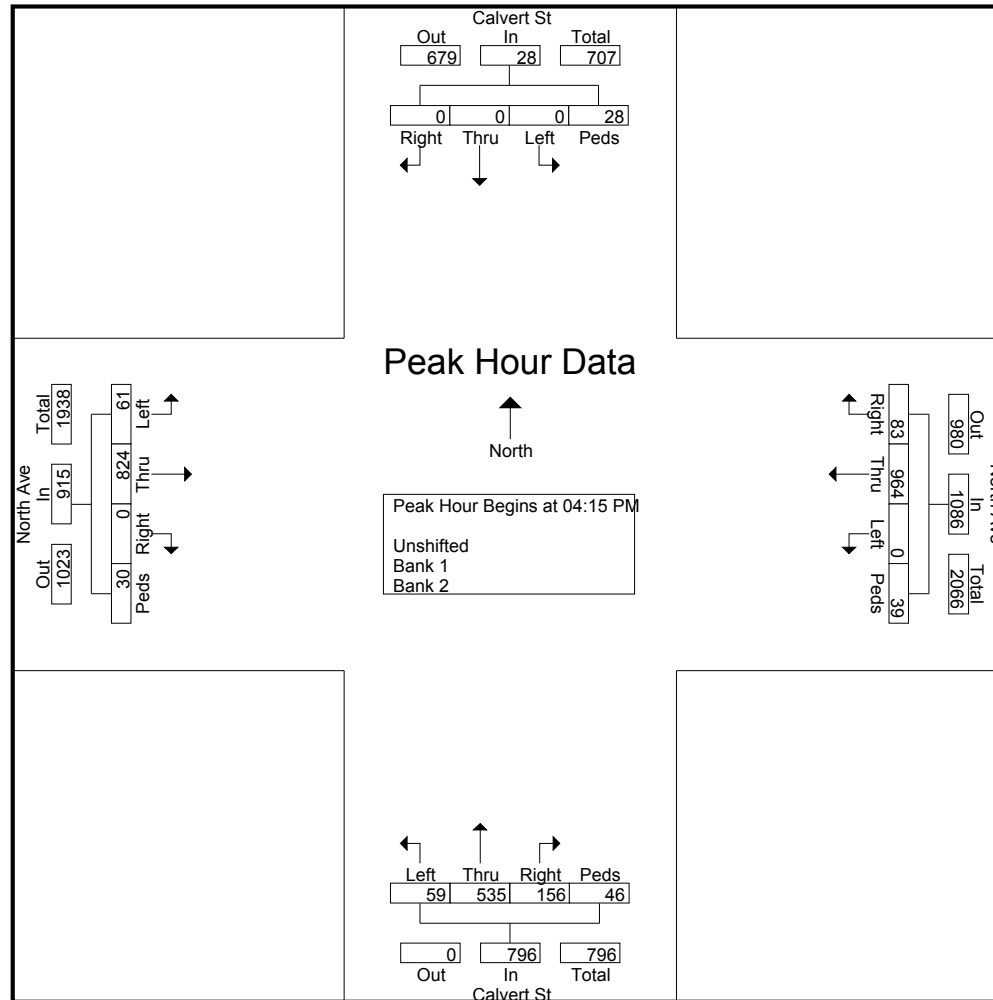 Calvert St
Out In Total
679 28 707
0 0 0 28
Right Thru Left Peds
Peak Hour Data
North
Peak Hour Begins at 04:15 PM
Unshifted
Bank 1
Bank 2
North Ave
Out In Total
1023 915 1938
61 824 0 30
Left Thru Right Peds
Out In Total
980 1086 2066
83 964 0 39
Right Thru Left Peds
Left Thru Right Peds
59 535 156 46
0 796 796
Out In Total
Calvert St